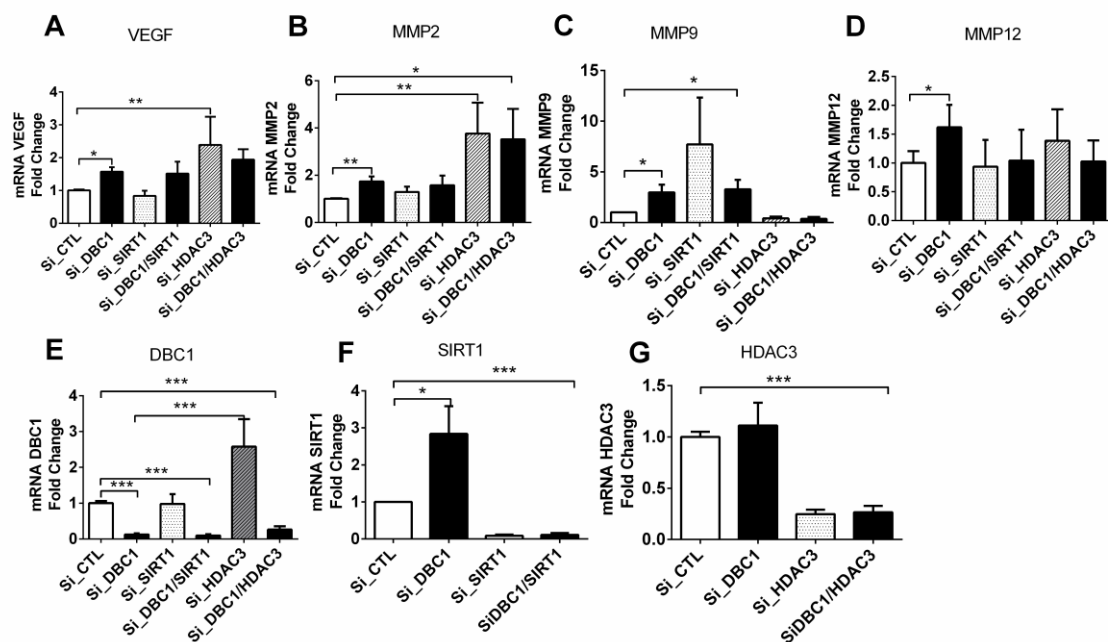 A
VEGF
mRNA VEGF
Fold Change
4
3
2
1
0
**
*
Si_CTL
Si_DBC1
Si_SIRT1
Si_DBC1/SIRT1
Si_HDAC3
Si_DBC1/HDAC3
B
MMP2
mRNA MMP2
Fold Change
6
4
2
0
*
**
**
Si_CTL
Si_DBC1
Si_SIRT1
Si_DBC1/SIRT1
Si_HDAC3
Si_DBC1/HDAC3
C
MMP9
mRNA MMP9
Fold Change
15
10
5
0
*
*
Si_CTL
Si_DBC1
Si_SIRT1
Si_DBC1/SIRT1
Si_HDAC3
Si_DBC1/HDAC3
D
MMP12
mRNA MMP12
Fold Change
2.5
2.0
1.5
1.0
0.5
0.0
*
Si_CTL
Si_DBC1
Si_SIRT1
Si_DBC1/SIRT1
Si_HDAC3
Si_DBC1/HDAC3
E
DBC1
mRNA DBC1
Fold Change
4
3
2
1
0
***
***
***
***
Si_CTL
Si_DBC1
Si_SIRT1
Si_DBC1/SIRT1
Si_HDAC3
Si_DBC1/HDAC3
F
SIRT1
mRNA SIRT1
Fold Change
4
3
2
1
0
***
*
Si_CTL
Si_DBC1
Si_SIRT1
SiDBC1/SIRT1
G
HDAC3
mRNA HDAC3
Fold Change
1.5
1.0
0.5
0.0
***
Si_CTL
Si_DBC1
Si_HDAC3
SiDBC1/HDAC3